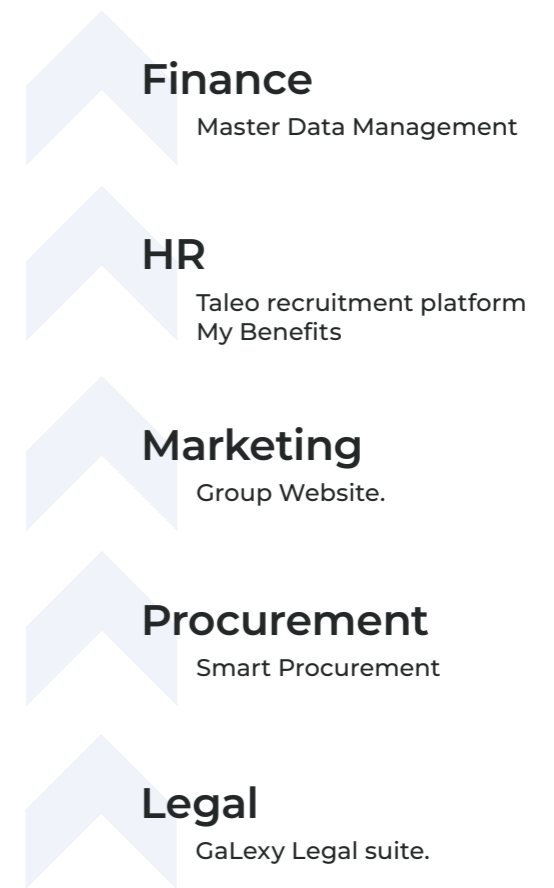 Finance
Master Data Management
HR
Taleo recruitment platform
My Benefits
Marketing
Group Website.
Procurement
Smart Procurement
Legal
GaLexy Legal suite.